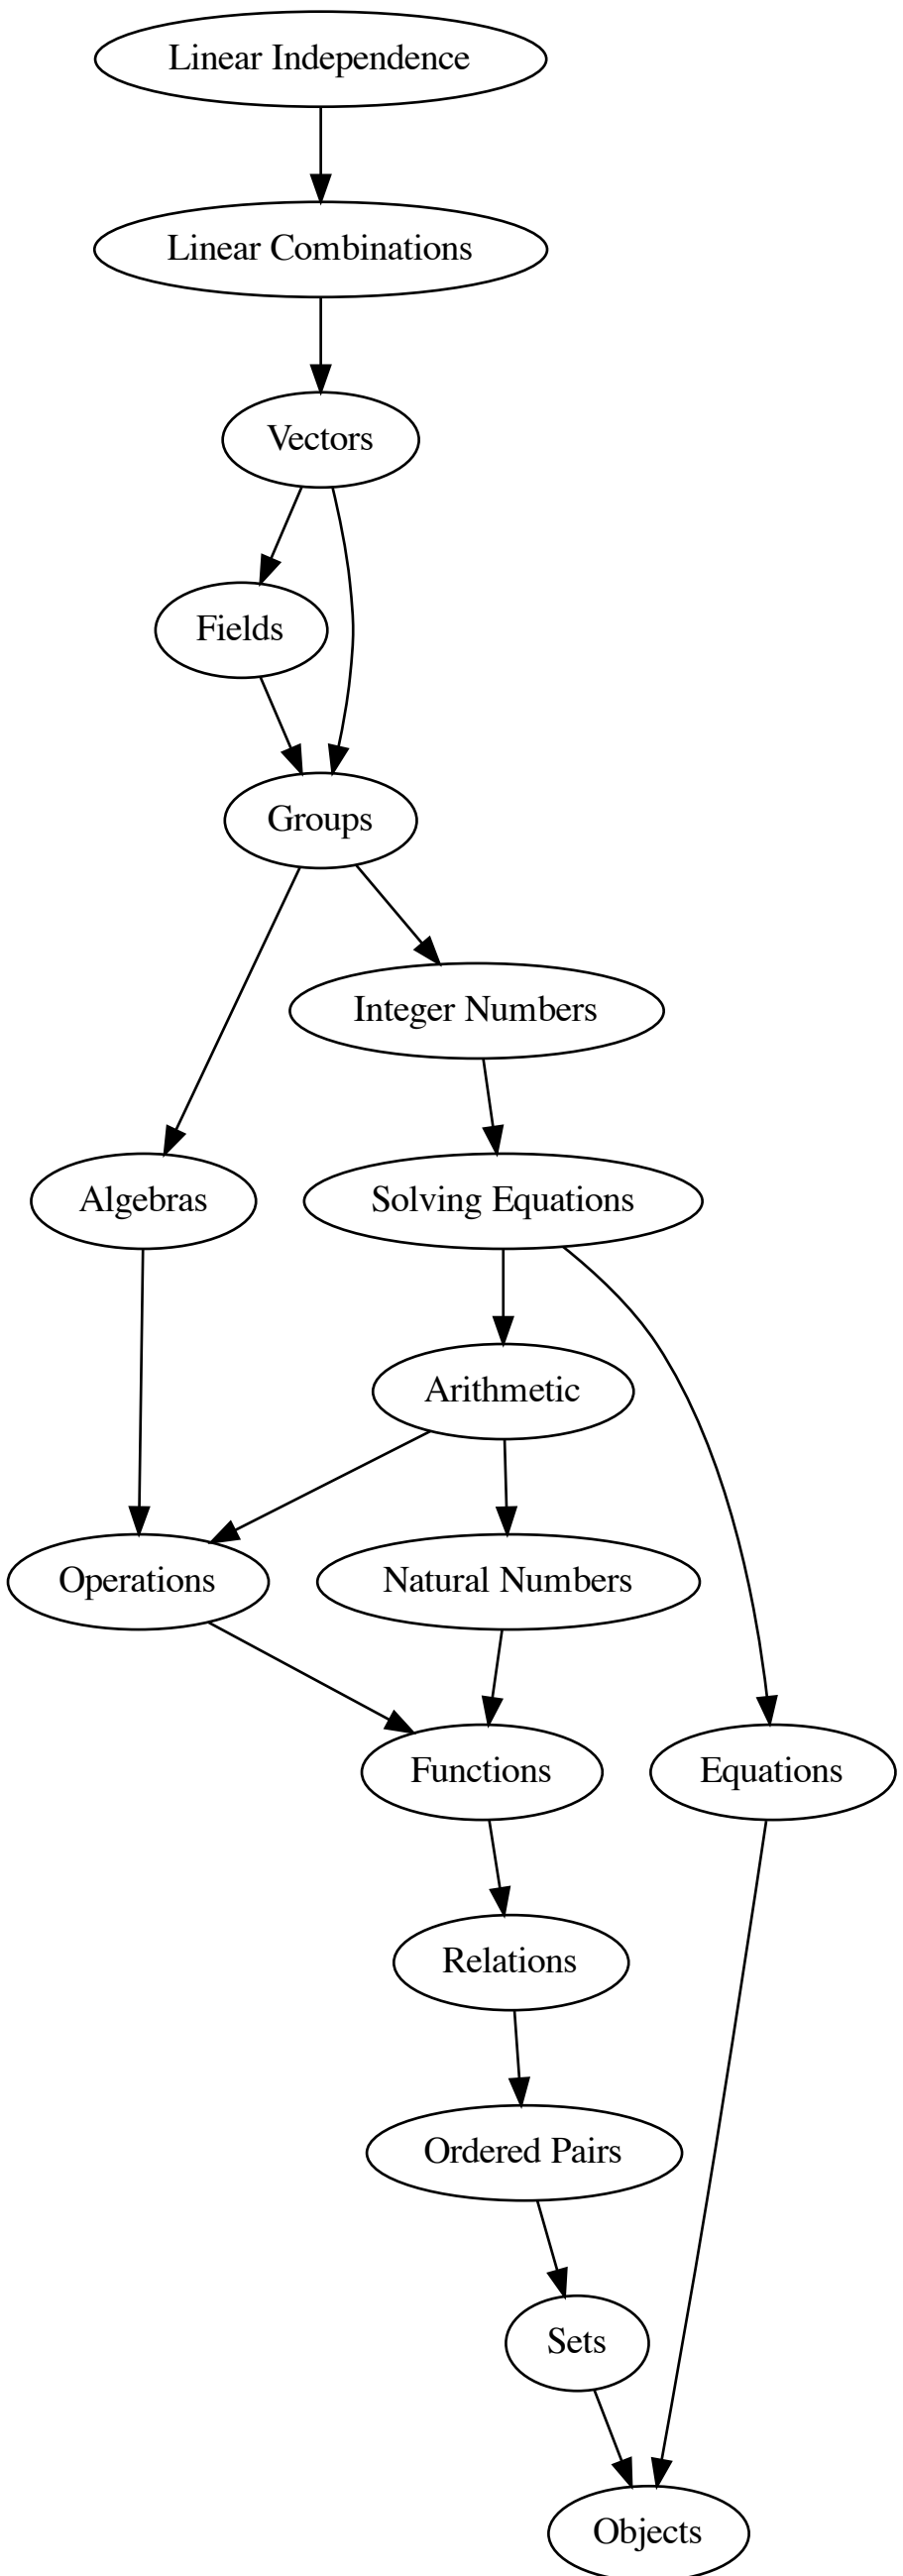 Linear Independence
Linear Combinations
Vectors
Fields
Groups
Integer Numbers
Algebras
Solving Equations
Arithmetic
Operations
Natural Numbers
Functions
Equations
Relations
Ordered Pairs
Sets
Objects